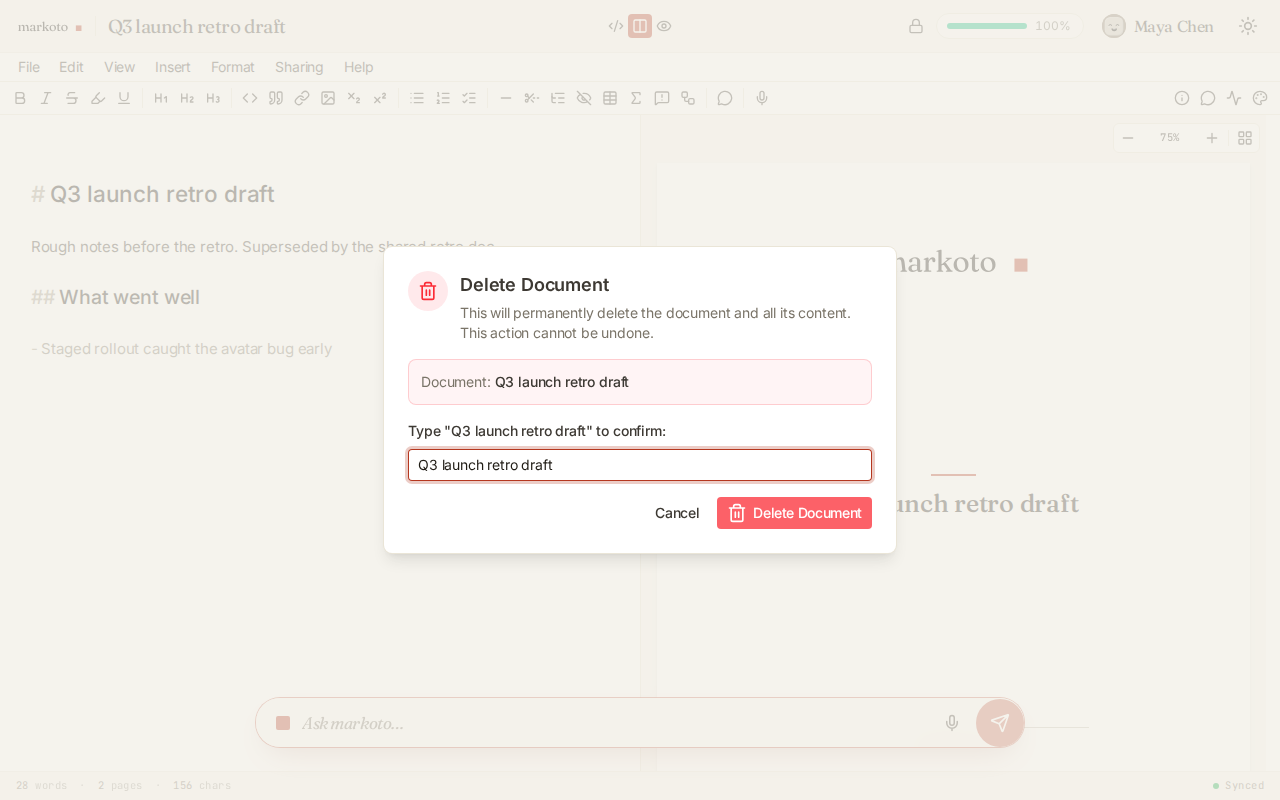 markoto
Q3 launch retro draft
100%
Maya Chen
File Edit View Insert Format Sharing Help
H1 H2 H3
75%
# Q3 launch retro draft
Rough notes before the retro. Superseded by the shared retro doc.
## What went well
- Staged rollout caught the avatar bug early
markoto
launch retro draft
Delete Document
This will permanently delete the document and all its content.
This action cannot be undone.
Document: Q3 launch retro draft
Type "Q3 launch retro draft" to confirm:
Q3 launch retro draft
Cancel
Delete Document
Ask markoto...
28 words · 2 pages · 156 chars
Synced